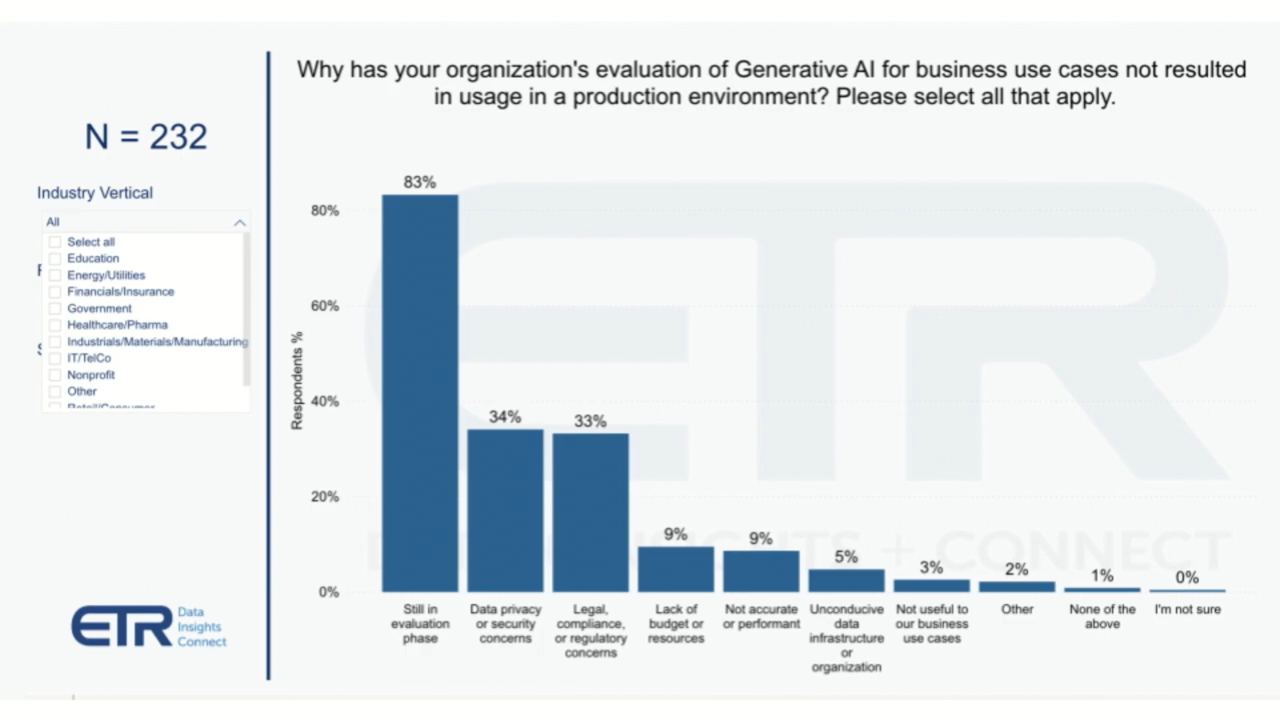 Why has your organization's evaluation of Generative AI for business use cases not resulted
in usage in a production environment? Please select all that apply.
N = 232
Industry Vertical
All
Select all
Education
Energy/Utilities
Financials/Insurance
Government
Healthcare/Pharma
Industrials/Materials/Manufacturing
IT/TelCo
Nonprofit
Other
ETR
Data
Insights
Connect
Respondents %
80%
60%
40%
20%
0%
83%
34%
33%
9%
9%
5%
3%
2%
1%
0%
Still in
evaluation
phase
Data privacy
or security
concerns
Legal,
compliance,
or regulatory
concerns
Lack of
budget or
resources
Not accurate
or performant
Unconducive
data
infrastructure
or
organization
Not useful to
our business
use cases
Other
None of the
above
I'm not sure
ETR
+ CONNECT